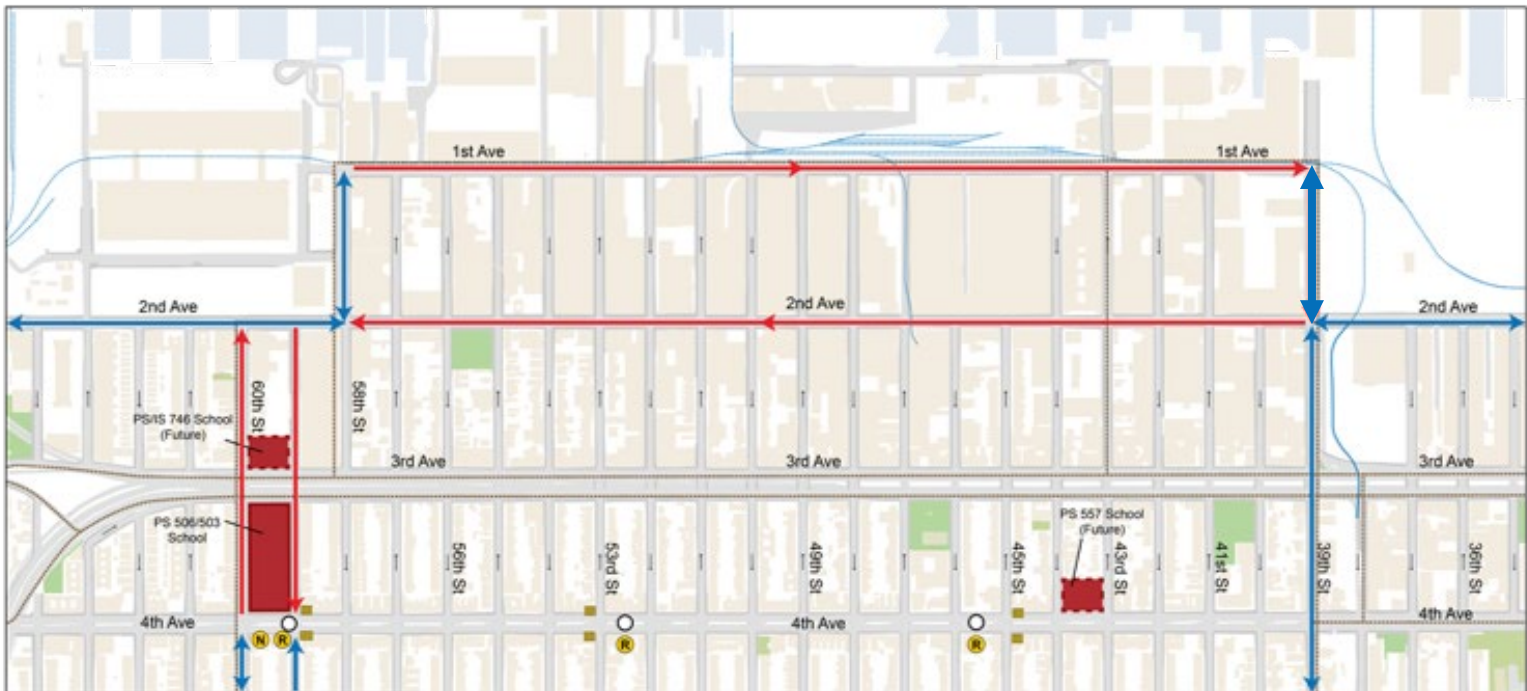 1st Ave
1st Ave
2nd Ave
2nd Ave
2nd Ave
60th St
58th St
PS/IS 746 School
(Future)
3rd Ave
3rd Ave
3rd Ave
PS 506/503
School
PS 557 School
(Future)
56th St
53rd St
49th St
45th St
43rd St
41st St
39th St
36th St
4th Ave
4th Ave
4th Ave
N
R
R
R